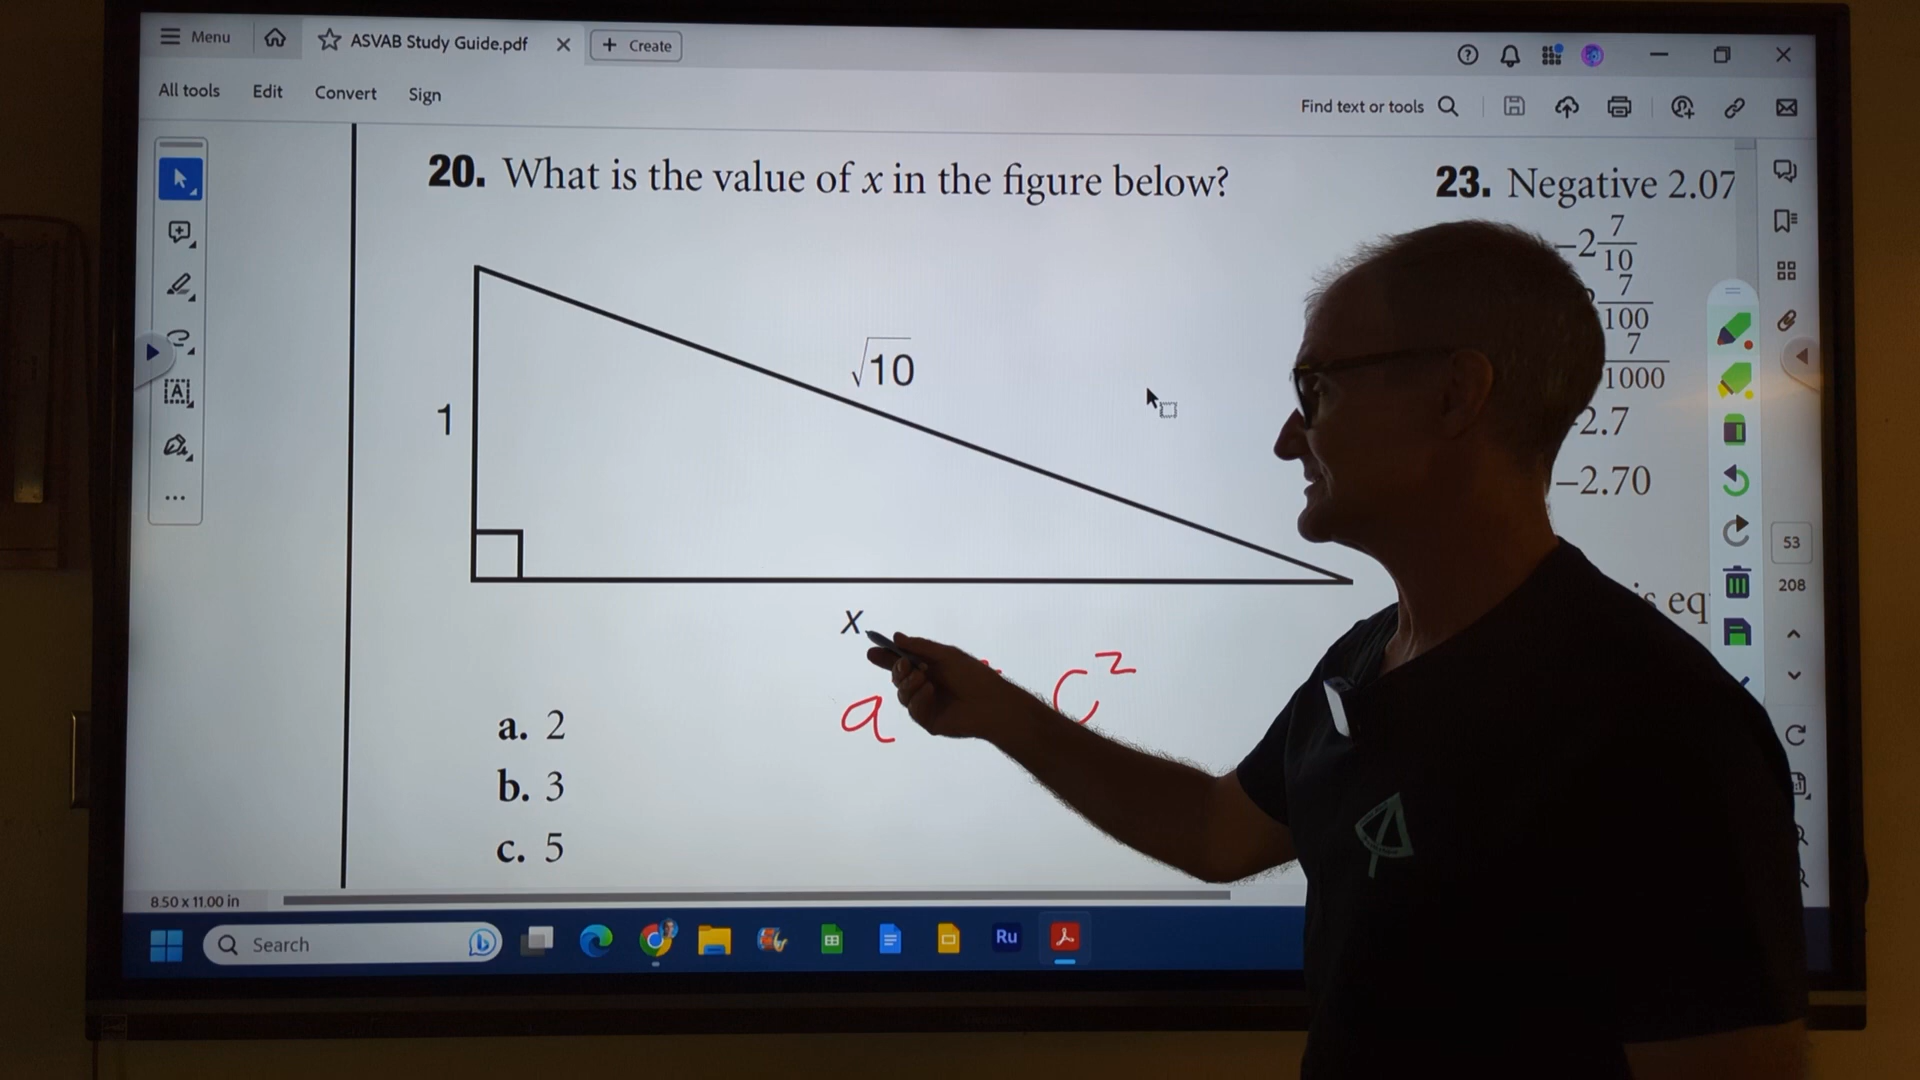 Menu
ASVAB Study Guide.pdf
+ Create
All tools
Edit
Convert
Sign
Find text or tools
20. What is the value of x in the figure below?
1
√10
x
a
c²
a. 2
b. 3
c. 5
23. Negative 2.07
−2 7/10
7/100
7/1000
2.7
−2.70
eq
53
208
8.50 x 11.00 in
Search
Ru